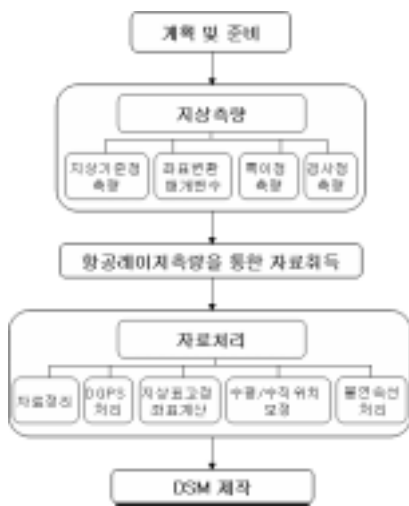 계획 및 준비
지상측량
지상기준점
측량
좌표변환
매개변수
특이점
측량
검사점
측량
항공레이저측량을 통한 자료취득
자료처리
자료정리
DGPS
처리
지상표고점
좌표계산
수평/수직위치
보정
불연속선
처리
DSM 제작